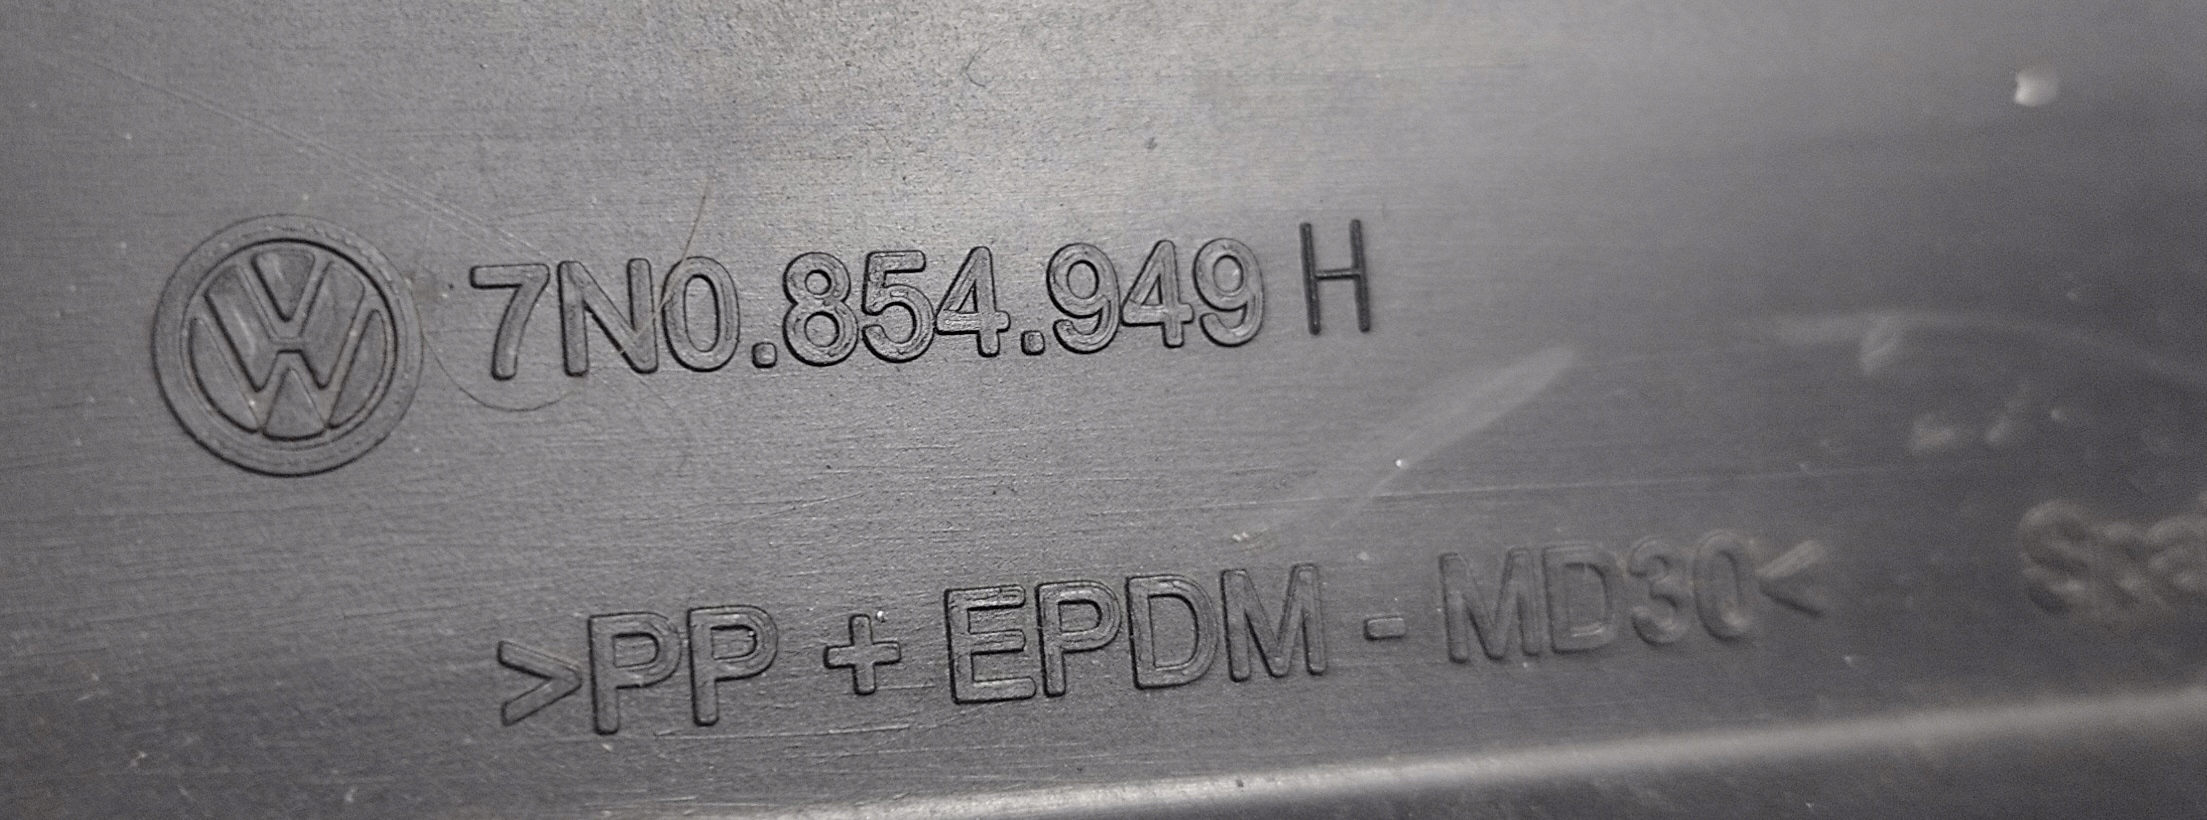 7N0.854.949 H
>PP + EPDM - MD30<